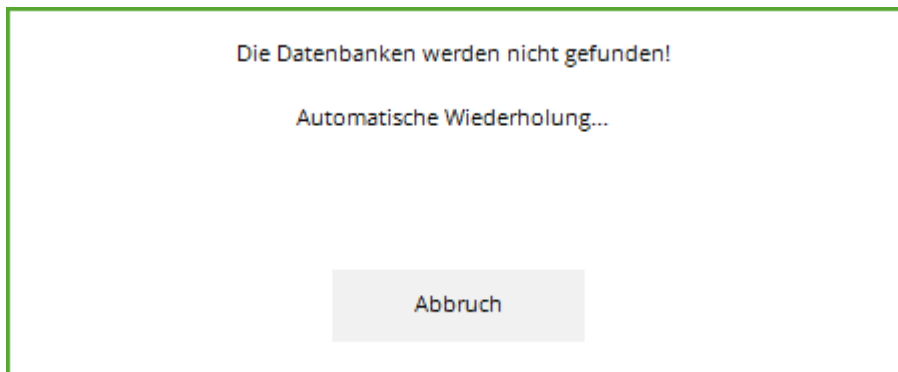 Die Datenbanken werden nicht gefunden!
Automatische Wiederholung...
Abbruch